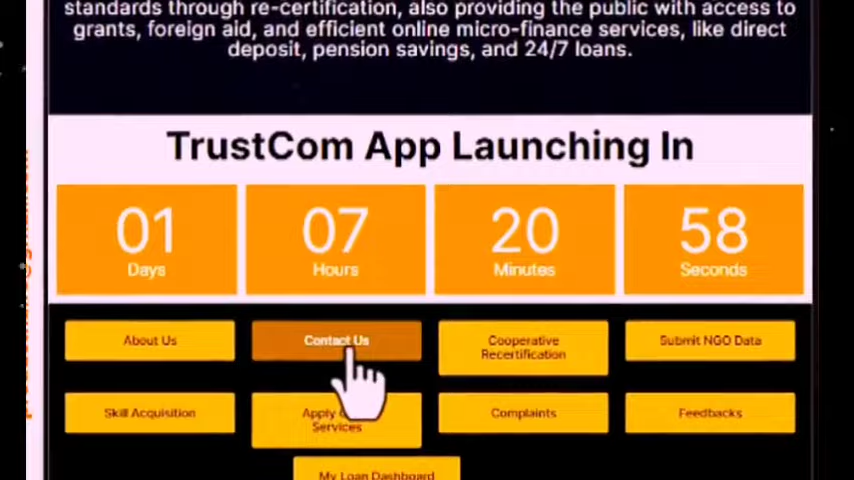 standards through re-certification, also providing the public with access to
grants, foreign aid, and efficient online micro-finance services, like direct
deposit, pension savings, and 24/7 loans.
TrustCom App Launching In
01
07
20
58
Days
Hours
Minutes
Seconds
About Us
Contact Us
Cooperative
Recertification
Submit NGO Data
Skill Acquisition
Apply
Services
Complaints
Feedbacks
My Loan Dashboard